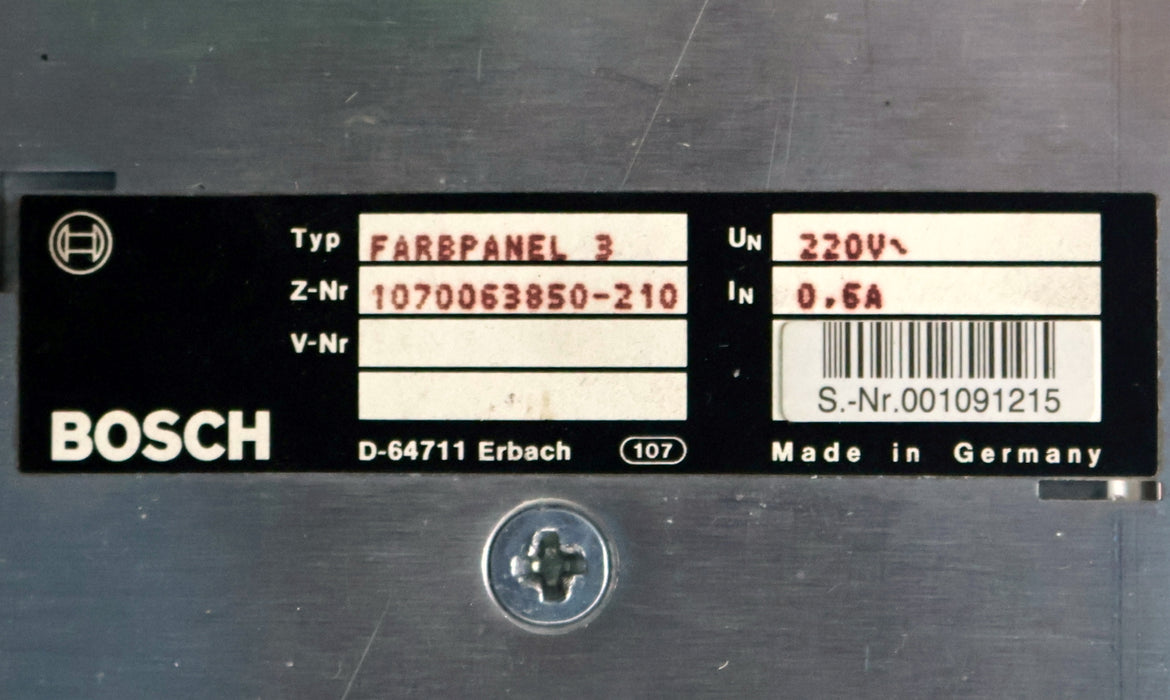 Typ FARBPANEL 3
Z-Nr 1070063850-210
V-Nr
UN 220V~
IN 0,6A
S.-Nr.001091215
BOSCH
D-64711 Erbach 107
Made in Germany